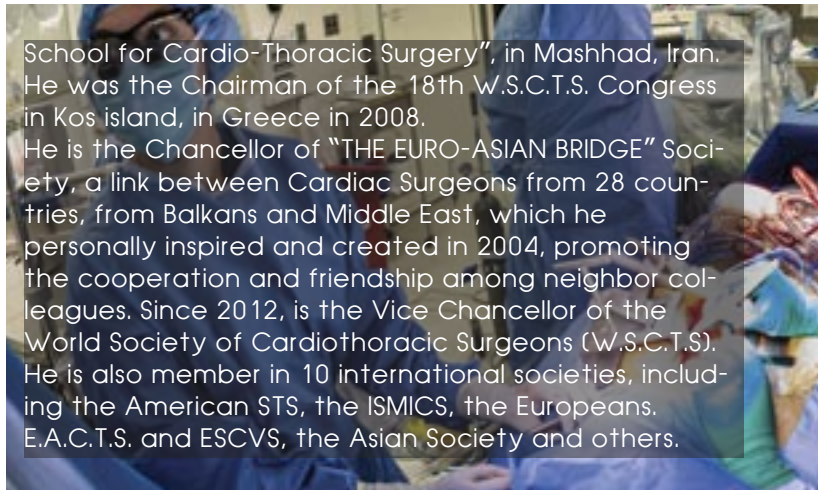 School for Cardio-Thoracic Surgery”, in Mashhad, Iran.
He was the Chairman of the 18th W.S.C.T.S. Congress
in Kos island, in Greece in 2008.
He is the Chancellor of “THE EURO-ASIAN BRIDGE” Soci-
ety, a link between Cardiac Surgeons from 28 coun-
tries, from Balkans and Middle East, which he
personally inspired and created in 2004, promoting
the cooperation and friendship among neighbor col-
leagues. Since 2012, is the Vice Chancellor of the
World Society of Cardiothoracic Surgeons (W.S.C.T.S).
He is also member in 10 international societies, includ-
ing the American STS, the ISMICS, the Europeans.
E.A.C.T.S. and ESCVS, the Asian Society and others.